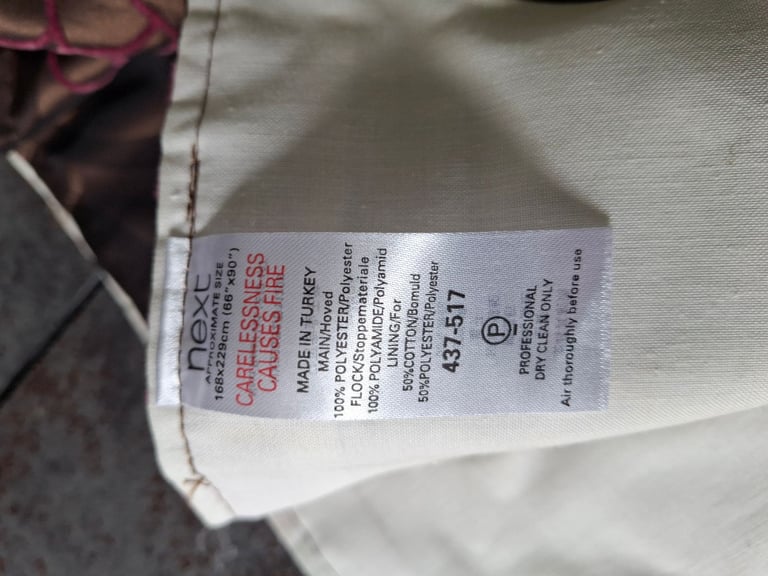 next
APPROXIMATE SIZE
168x229cm (66"x90")
CARELESSNESS
CAUSES FIRE
MADE IN TURKEY
MAIN/Hoved
100% POLYESTER/Polyester
FLOCK/Stoppemateriale
100% POLYAMIDE/Polyamid
LINING/For
50%COTTON/Bomuld
50%POLYESTER/Polyester
437-517
P
PROFESSIONAL
DRY CLEAN ONLY
Air thoroughly before use